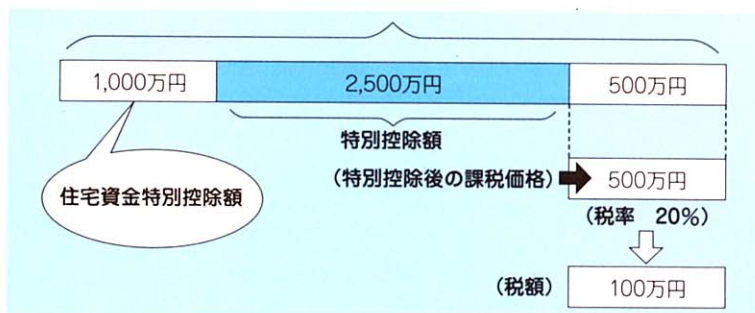 1,000万円 2,500万円 500万円
特別控除額
住宅資金特別控除額
(特別控除後の課税価格) 500万円
(税率 20%)
(税額) 100万円